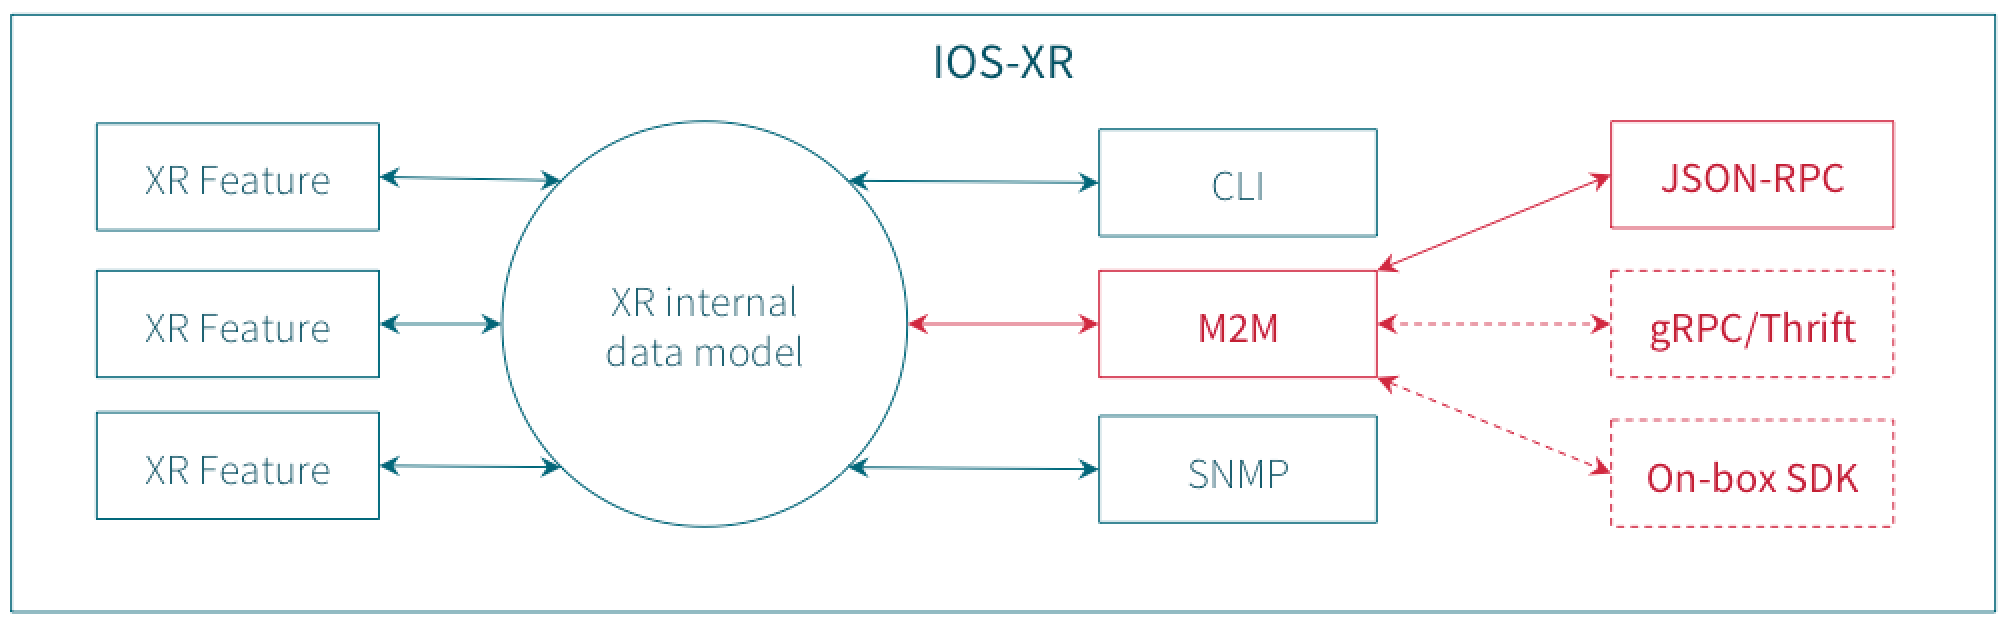 IOS-XR
XR Feature
XR Feature
XR Feature
XR internal
data model
CLI
M2M
SNMP
JSON-RPC
gRPC/Thrift
On-box SDK